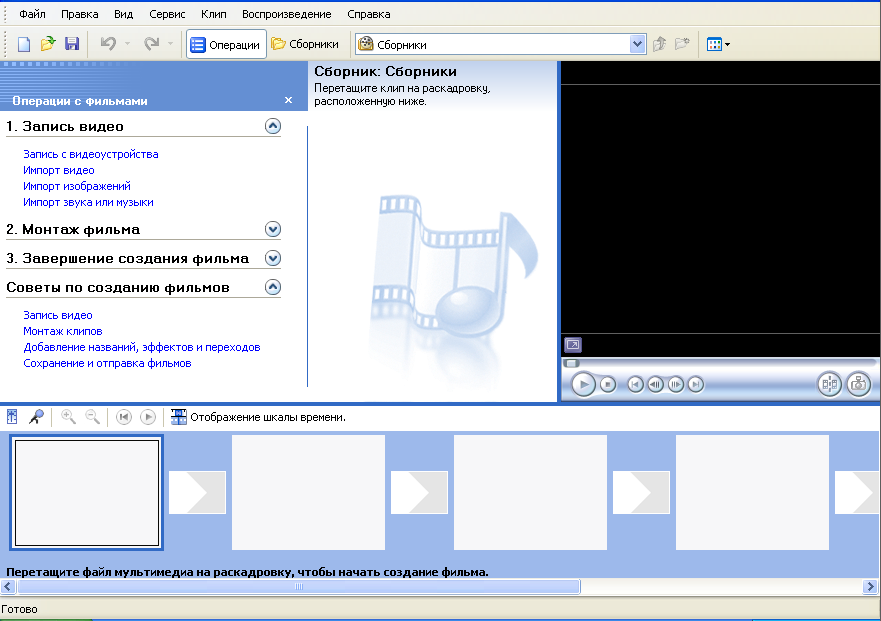 Файл Правка Вид Сервис Клип Воспроизведение Справка
Операции Сборники Сборники
Операции с фильмами
1. Запись видео
Запись с видеоустройства
Импорт видео
Импорт изображений
Импорт звука или музыки
2. Монтаж фильма
3. Завершение создания фильма
Советы по созданию фильмов
Запись видео
Монтаж клипов
Добавление названий, эффектов и переходов
Сохранение и отправка фильмов
Сборник: Сборники
Перетащите клип на раскадровку,
расположенную ниже.
Отображение шкалы времени.
Перетащите файл мультимедиа на раскадровку, чтобы начать создание фильма.
Готово